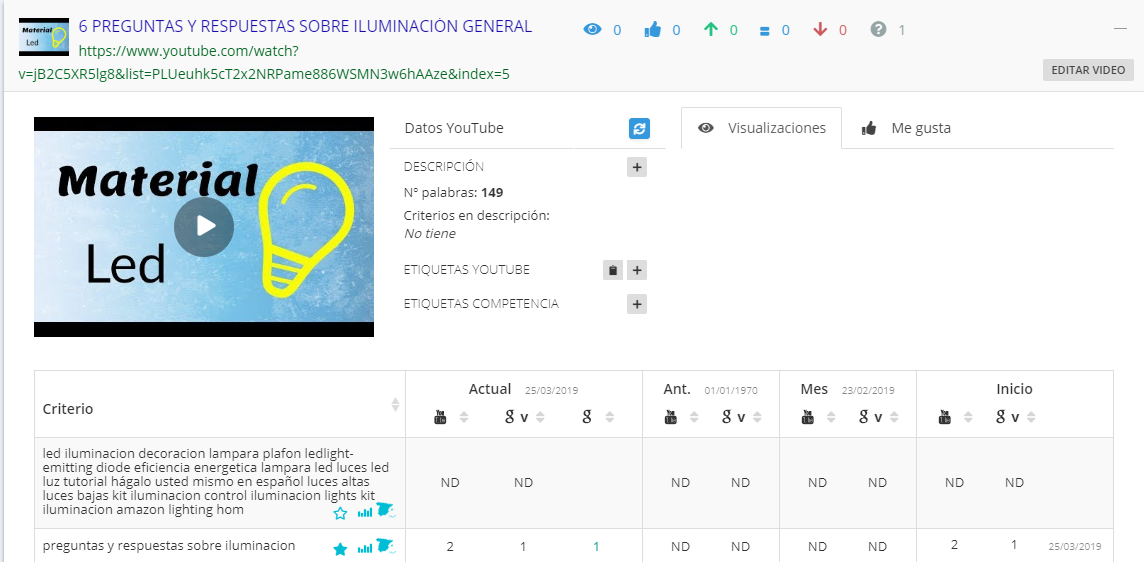 6 PREGUNTAS Y RESPUESTAS SOBRE ILUMINACIÓN GENERAL
0 0 0 0 0 1
https://www.youtube.com/watch?
v=jB2C5XR5lg8&list=PLUeuhk5cT2x2NRPame886WSMN3w6hAAze&index=5
EDITAR VIDEO
Material
Led
Material
Led
Datos YouTube
DESCRIPCIÓN
Nº palabras: 149
Criterios en descripción:
No tiene
ETIQUETAS YOUTUBE
ETIQUETAS COMPETENCIA
Visualizaciones Me gusta
Criterio
Actual 25/03/2019 Ant. 01/01/1970 Mes 23/02/2019 Inicio
You Tube g v g You Tube g v You Tube g v You Tube g v
led iluminacion decoracion lampara plafon ledlight-
emitting diode eficiencia energetica lampara led luces led
luz tutorial hágalo usted mismo en español luces altas
luces bajas kit iluminacion control iluminacion lights kit
iluminacion amazon lighting hom
ND ND ND ND ND ND ND ND
preguntas y respuestas sobre iluminacion 2 1 1 ND ND ND ND 2 1 25/03/2019